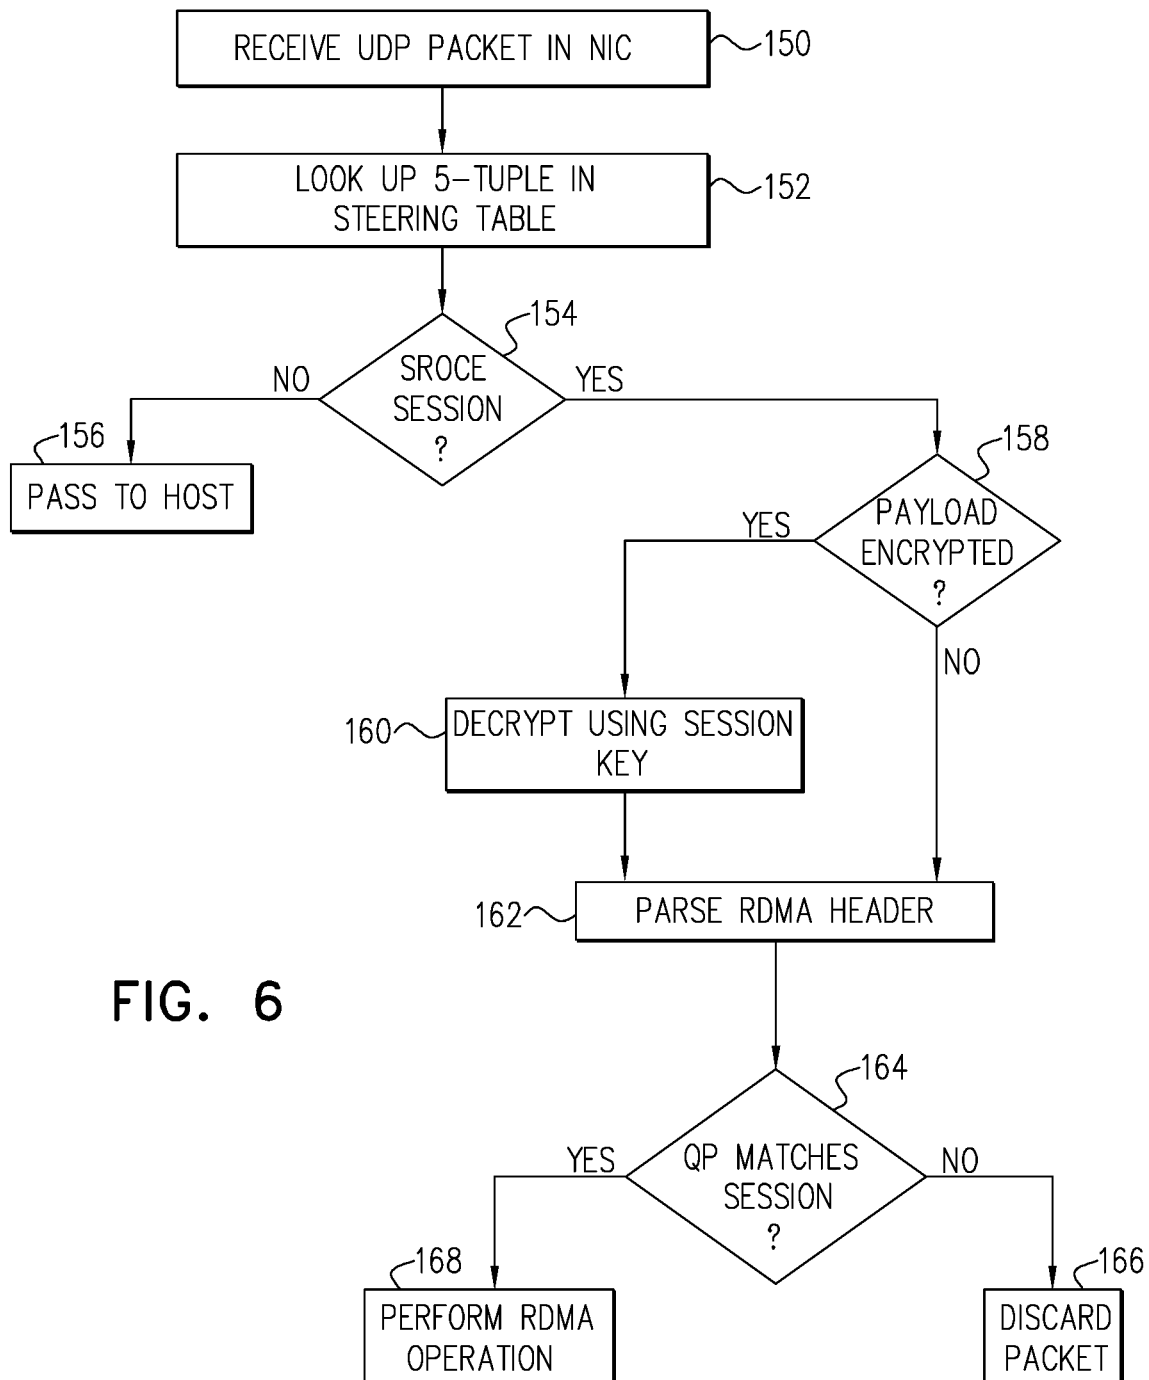 RECEIVE UDP PACKET IN NIC
150
LOOK UP 5-TUPLE IN
STEERING TABLE
152
154
SROCE
SESSION
?
NO
YES
156
PASS TO HOST
158
PAYLOAD
ENCRYPTED
?
YES
NO
160
DECRYPT USING SESSION
KEY
162
PARSE RDMA HEADER
FIG. 6
164
QP MATCHES
SESSION
?
YES
NO
168
PERFORM RDMA
OPERATION
166
DISCARD
PACKET